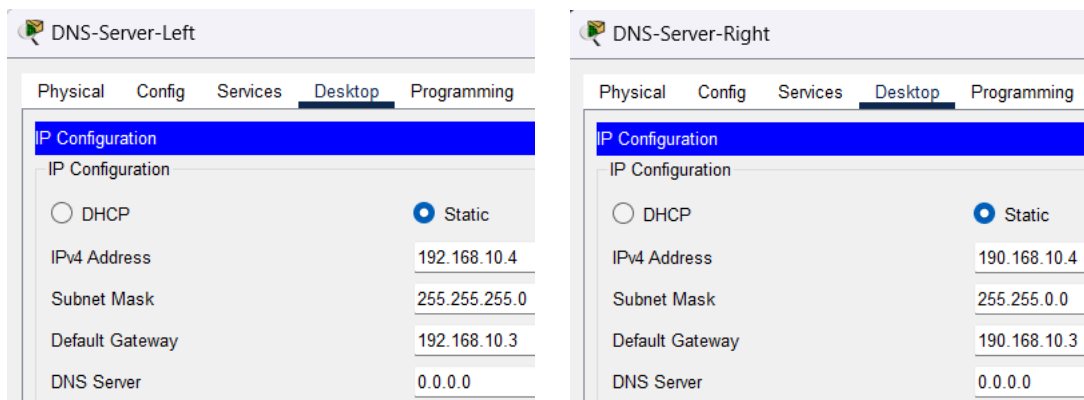 DNS-Server-Left
Physical Config Services Desktop Programming
IP Configuration
IP Configuration
DHCP Static
IPv4 Address 192.168.10.4
Subnet Mask 255.255.255.0
Default Gateway 192.168.10.3
DNS Server 0.0.0.0
DNS-Server-Right
Physical Config Services Desktop Programming
IP Configuration
IP Configuration
DHCP Static
IPv4 Address 190.168.10.4
Subnet Mask 255.255.0.0
Default Gateway 190.168.10.3
DNS Server 0.0.0.0